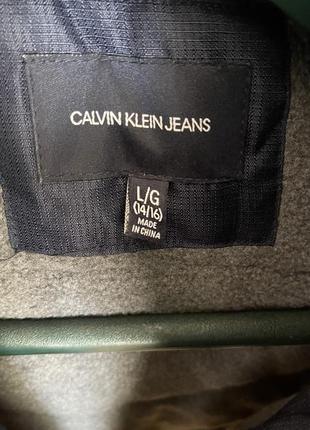 CALVIN KLEIN JEANS
L/G
(14/16)
MADE
IN CHINA